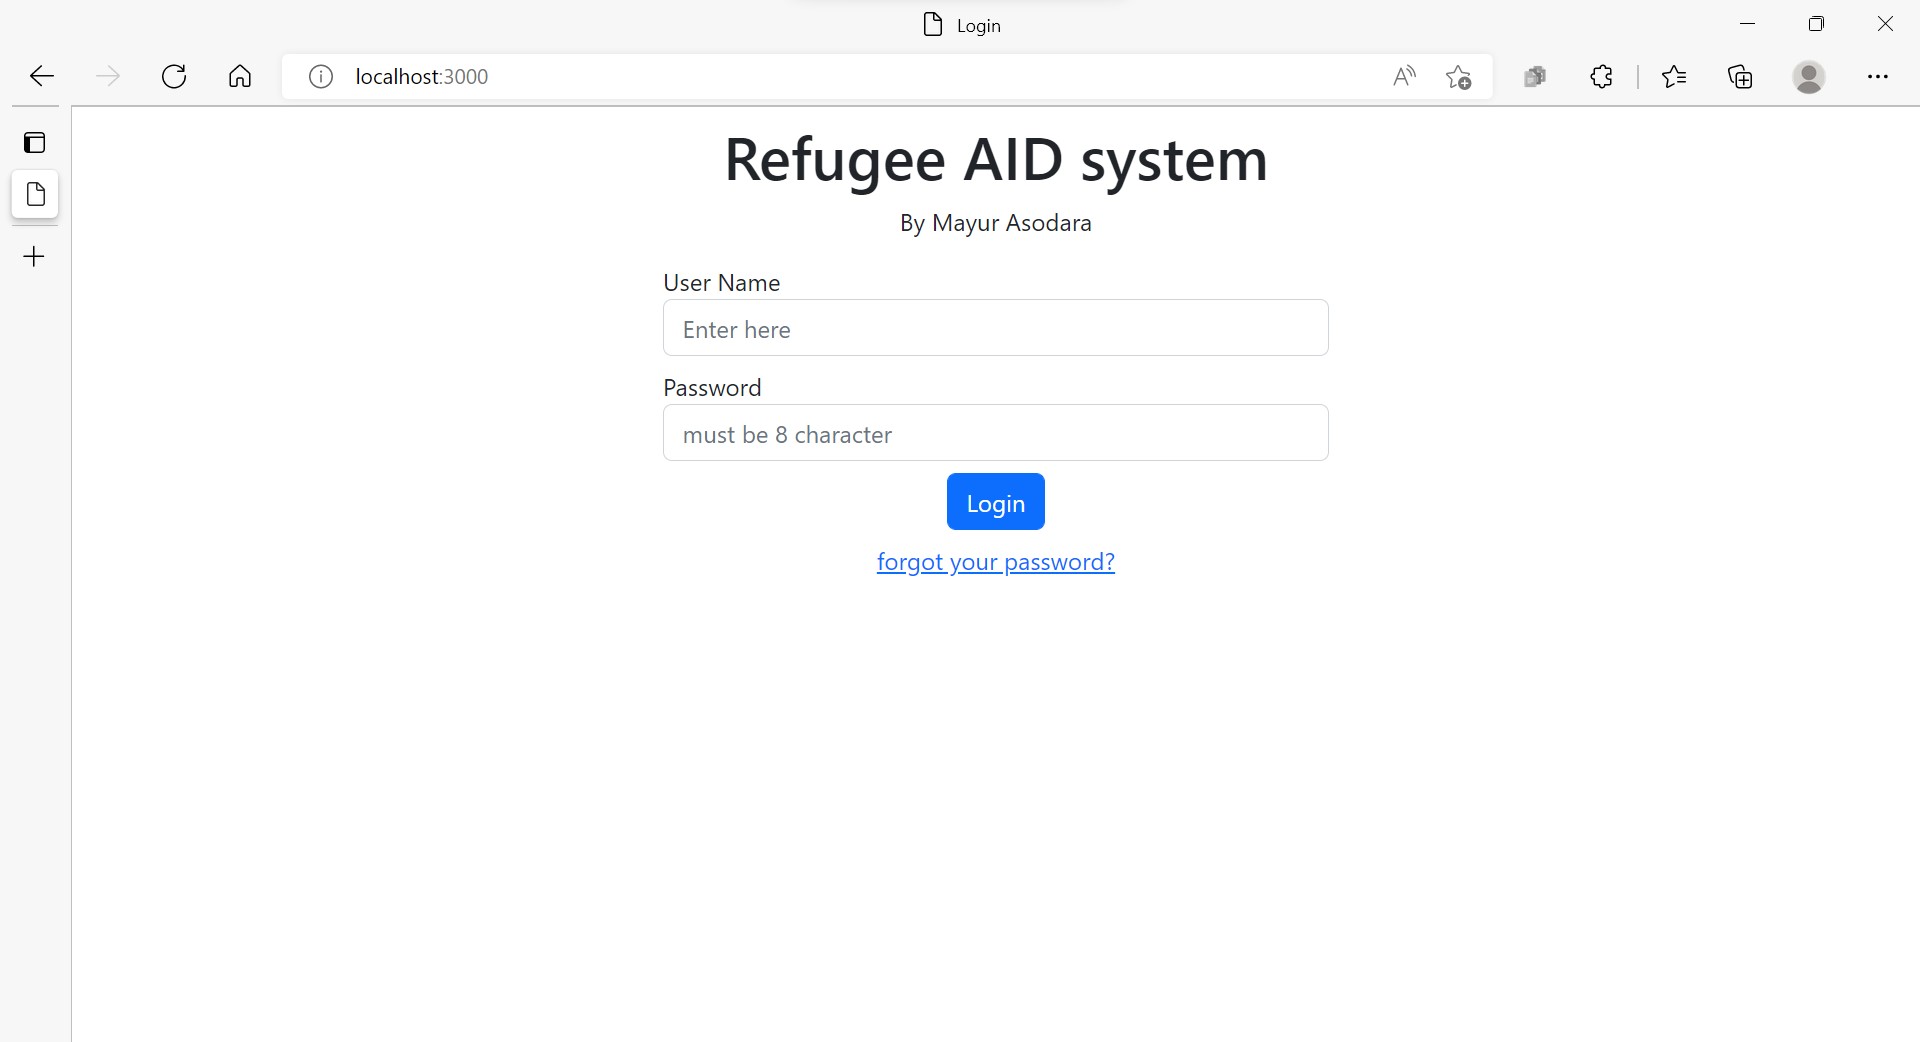 Login
localhost:3000
Refugee AID system
By Mayur Asodara
User Name
Enter here
Password
must be 8 character
Login
forgot your password?